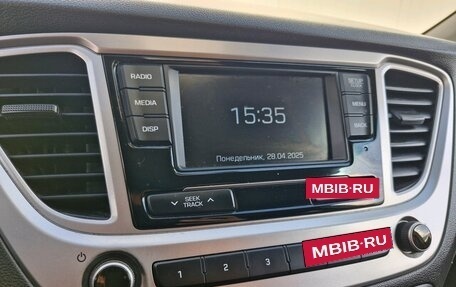 RADIO
MEDIA
DISP
SETUP
CLOCK
MENU
BACK
15:35
Понедельник, 28.04.2025
SEEK
TRACK
MBIB·RU
MBIB·RU
1
2
3